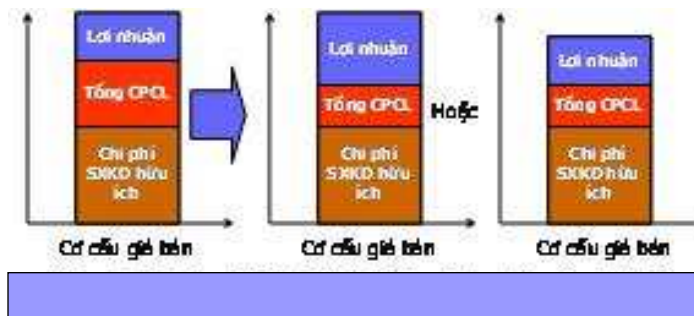 Lợi nhuận
Tổng CPCL
Chi phí
SXKD hữu
ích
Cơ cấu giá bán
Lợi nhuận
Tổng CPCL
Chi phí
SXKD hữu
ích
Cơ cấu giá bán
Hoặc
Lợi nhuận
Tổng CPCL
Chi phí
SXKD hữu
ích
Cơ cấu giá bán